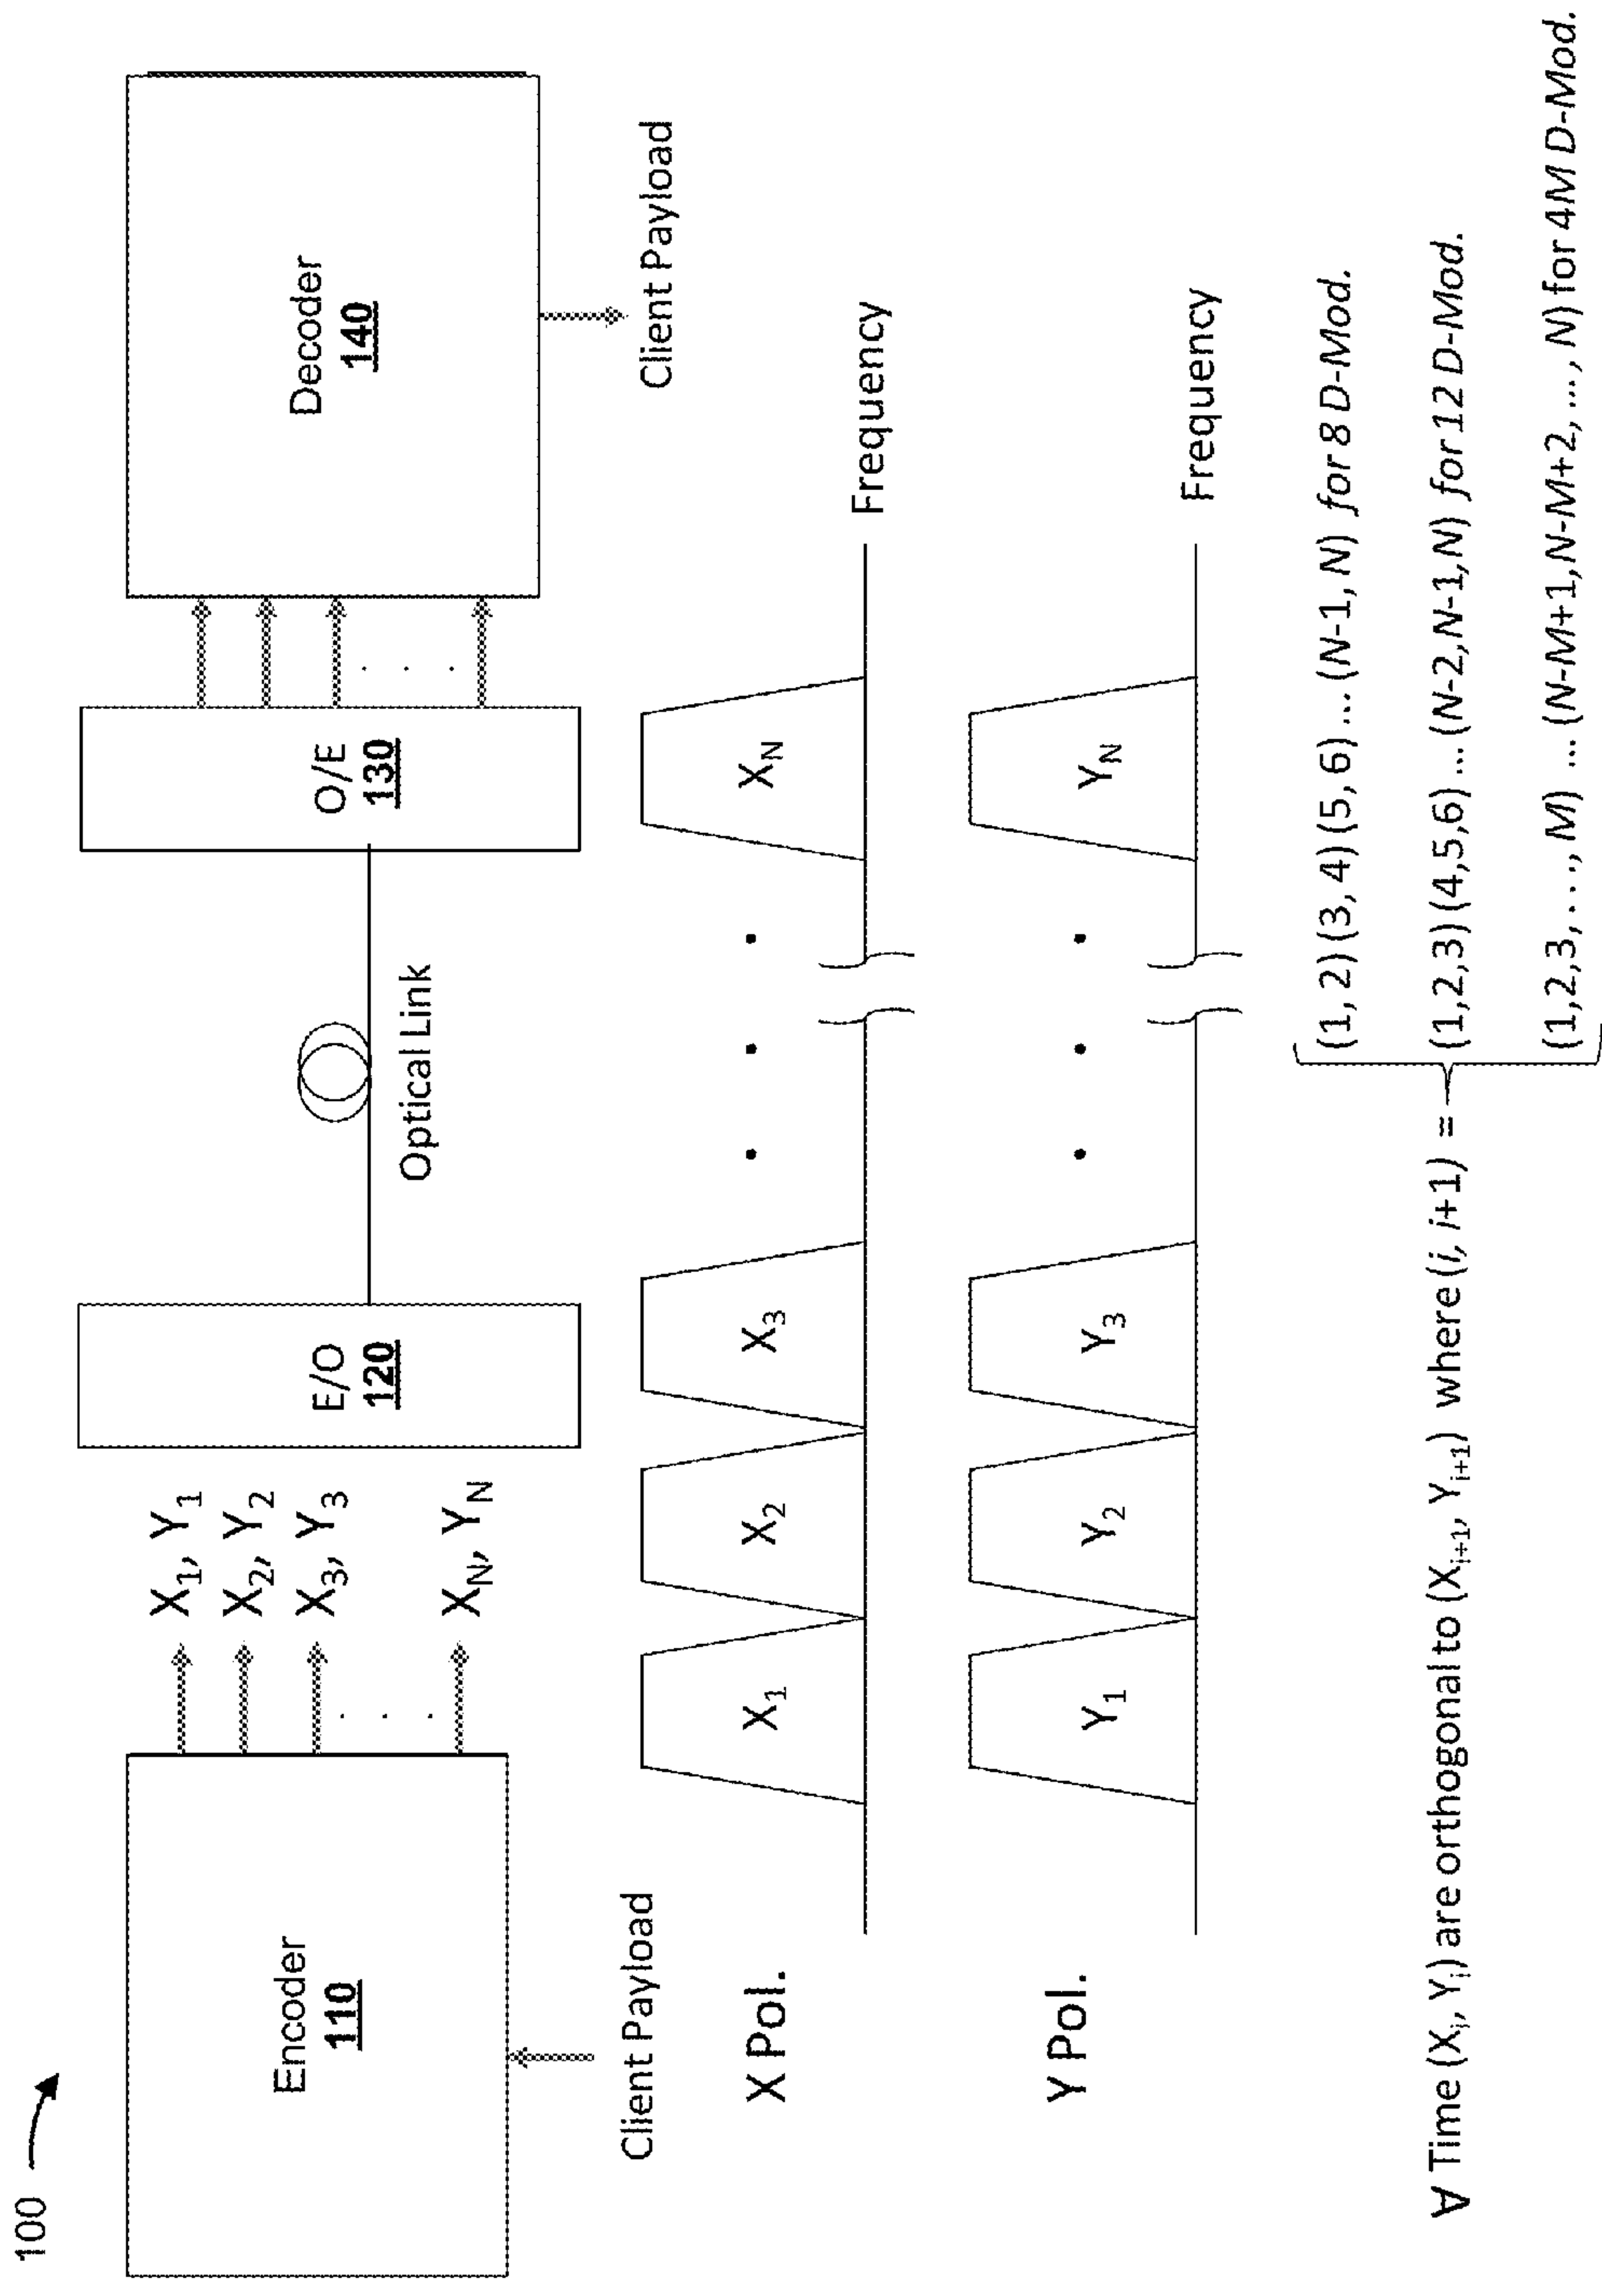 100
Encoder
110
Client Payload
X1, Y1
X2, Y2
X3, Y3
. . .
XN, YN
E/O
120
Optical Link
O/E
130
. . .
Decoder
140
Client Payload
X Pol.
X1
X2
X3
. . .
XN
Frequency
Y Pol.
Y1
Y2
Y3
. . .
YN
Frequency
∀ Time (Xi, Yi) are orthogonal to (Xi+1, Yi+1) where (i, i+1) =
(1, 2) (3, 4) (5, 6) ... (N-1, N) for 8 D-Mod.
(1,2,3) (4,5,6) ... (N-2,N-1,N) for 12 D-Mod.
(1,2,3, . . ., M) ... (N-M+1,N-M+2, ...., N) for 4M D-Mod.